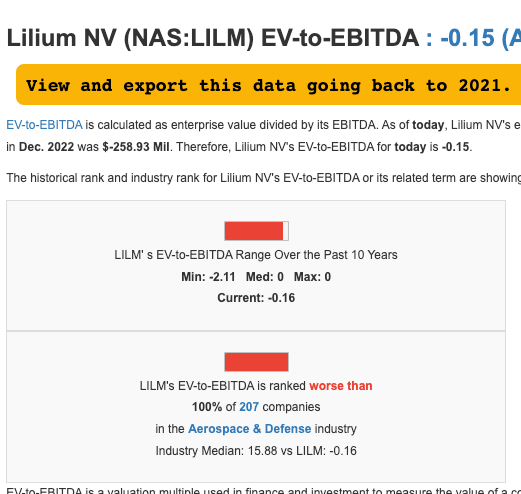 Lilium NV (NAS:LILM) EV-to-EBITDA : -0.15 (A
View and export this data going back to 2021.
EV-to-EBITDA is calculated as enterprise value divided by its EBITDA. As of today, Lilium NV's e
in Dec. 2022 was $-258.93 Mil. Therefore, Lilium NV's EV-to-EBITDA for today is -0.15.
The historical rank and industry rank for Lilium NV's EV-to-EBITDA or its related term are showing
LILM' s EV-to-EBITDA Range Over the Past 10 Years
Min: -2.11 Med: 0 Max: 0
Current: -0.16
LILM's EV-to-EBITDA is ranked worse than
100% of 207 companies
in the Aerospace & Defense industry
Industry Median: 15.88 vs LILM: -0.16
EV-to-EBITDA is a valuation multiple used in finance and investment to measure the value of a co